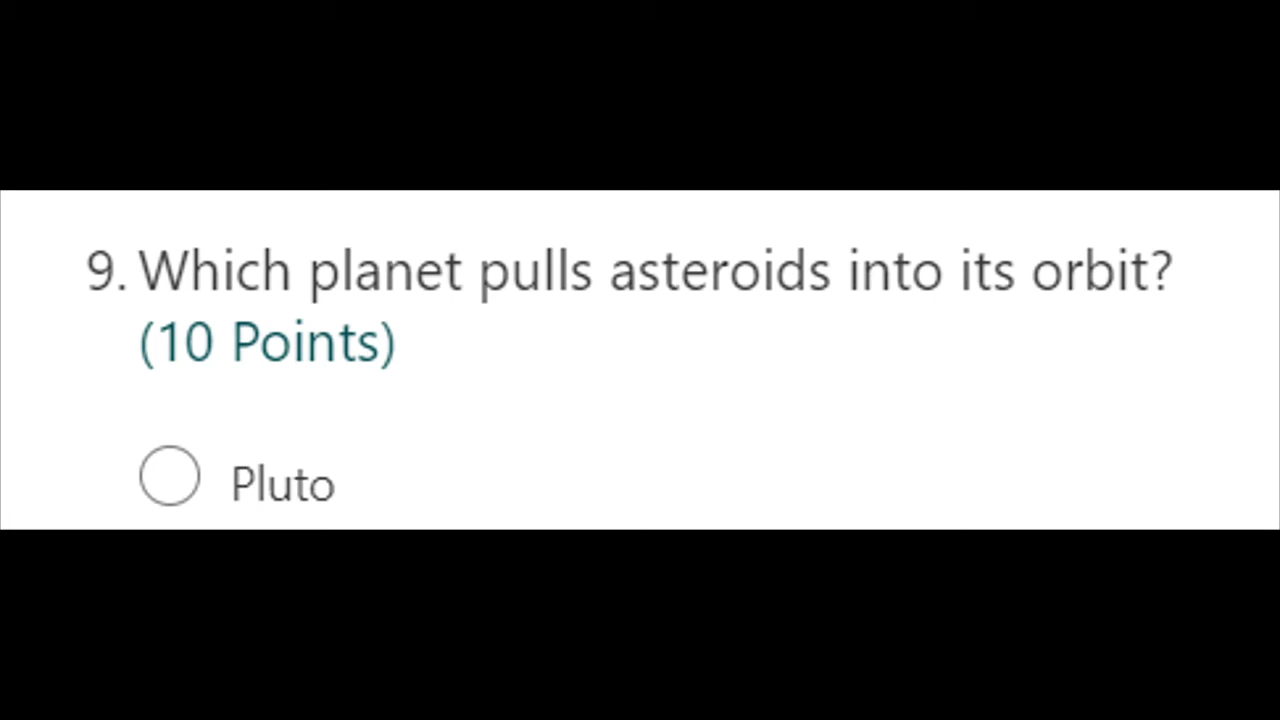 9. Which planet pulls asteroids into its orbit?
(10 Points)
Pluto